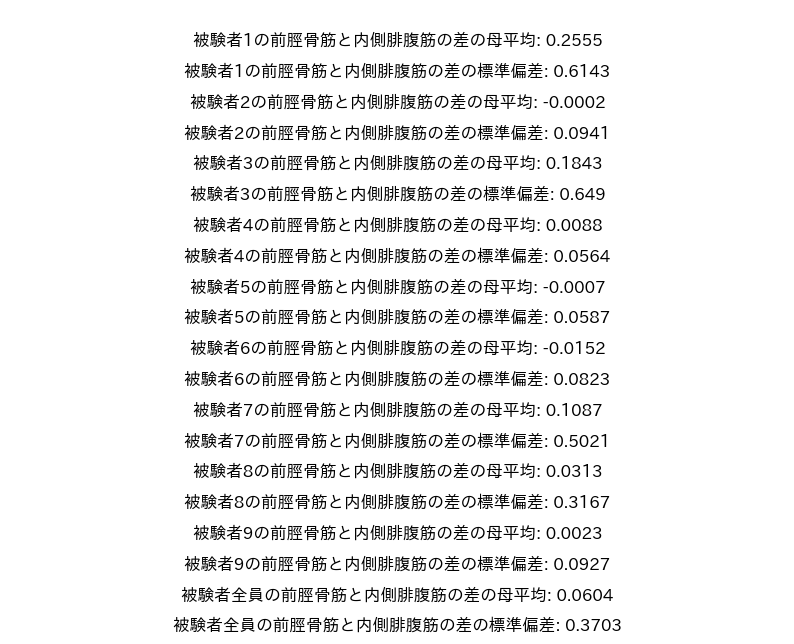 被験者1の前脛骨筋と内側腓腹筋の差の母平均: 0.2555
被験者1の前脛骨筋と内側腓腹筋の差の標準偏差: 0.6143
被験者2の前脛骨筋と内側腓腹筋の差の母平均: -0.0002
被験者2の前脛骨筋と内側腓腹筋の差の標準偏差: 0.0941
被験者3の前脛骨筋と内側腓腹筋の差の母平均: 0.1843
被験者3の前脛骨筋と内側腓腹筋の差の標準偏差: 0.649
被験者4の前脛骨筋と内側腓腹筋の差の母平均: 0.0088
被験者4の前脛骨筋と内側腓腹筋の差の標準偏差: 0.0564
被験者5の前脛骨筋と内側腓腹筋の差の母平均: -0.0007
被験者5の前脛骨筋と内側腓腹筋の差の標準偏差: 0.0587
被験者6の前脛骨筋と内側腓腹筋の差の母平均: -0.0152
被験者6の前脛骨筋と内側腓腹筋の差の標準偏差: 0.0823
被験者7の前脛骨筋と内側腓腹筋の差の母平均: 0.1087
被験者7の前脛骨筋と内側腓腹筋の差の標準偏差: 0.5021
被験者8の前脛骨筋と内側腓腹筋の差の母平均: 0.0313
被験者8の前脛骨筋と内側腓腹筋の差の標準偏差: 0.3167
被験者9の前脛骨筋と内側腓腹筋の差の母平均: 0.0023
被験者9の前脛骨筋と内側腓腹筋の差の標準偏差: 0.0927
被験者全員の前脛骨筋と内側腓腹筋の差の母平均: 0.0604
被験者全員の前脛骨筋と内側腓腹筋の差の標準偏差: 0.3703